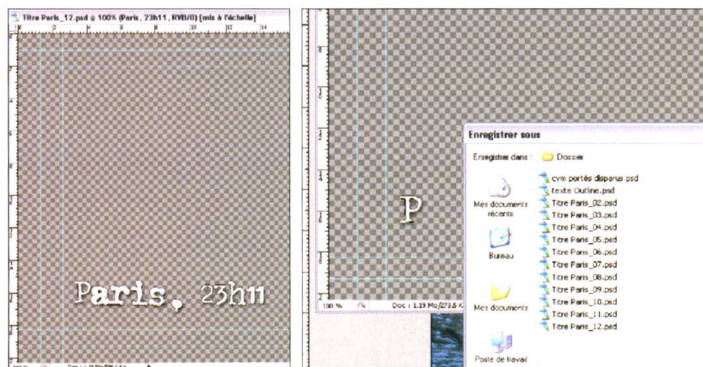 Titre Paris_12.psd @ 100% (Paris, 23h11, RVB/8) [mis à l'échelle]
Paris, 23h11
P
100 %
Doc : 1.19 Mo/273.5 K
Enregistrer sous
Enregistrer dans :
Dossier
Mes documents
récents
Bureau
Mes documents
Poste de travail
cvm portés disparus.psd
texte Outline.psd
Titre Paris_02.psd
Titre Paris_03.psd
Titre Paris_04.psd
Titre Paris_05.psd
Titre Paris_06.psd
Titre Paris_07.psd
Titre Paris_08.psd
Titre Paris_09.psd
Titre Paris_10.psd
Titre Paris_11.psd
Titre Paris_12.psd